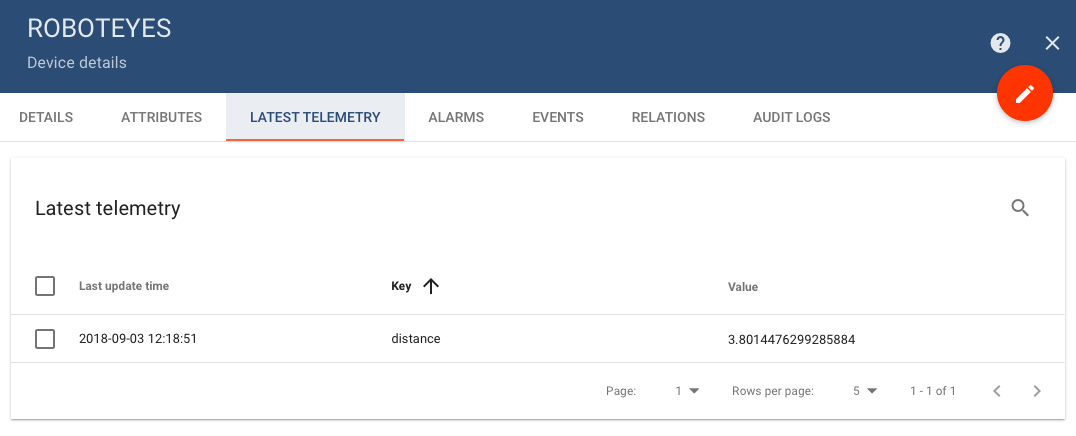 ROBOTEYES
Device details
DETAILS ATTRIBUTES LATEST TELEMETRY ALARMS EVENTS RELATIONS AUDIT LOGS
Latest telemetry
Last update time Key Value
2018-09-03 12:18:51 distance 3.8014476299285884
Page: 1 Rows per page: 5 1 - 1 of 1